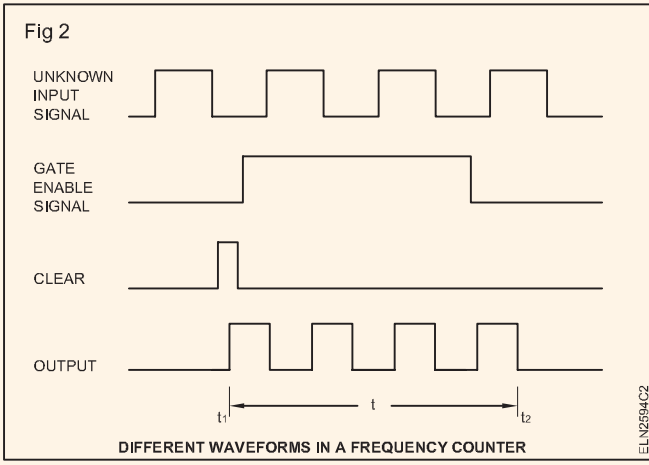 Fig 2
UNKNOWN
INPUT
SIGNAL
GATE
ENABLE
SIGNAL
CLEAR
OUTPUT
t1 t t2
DIFFERENT WAVEFORMS IN A FREQUENCY COUNTER
ELN2594C2